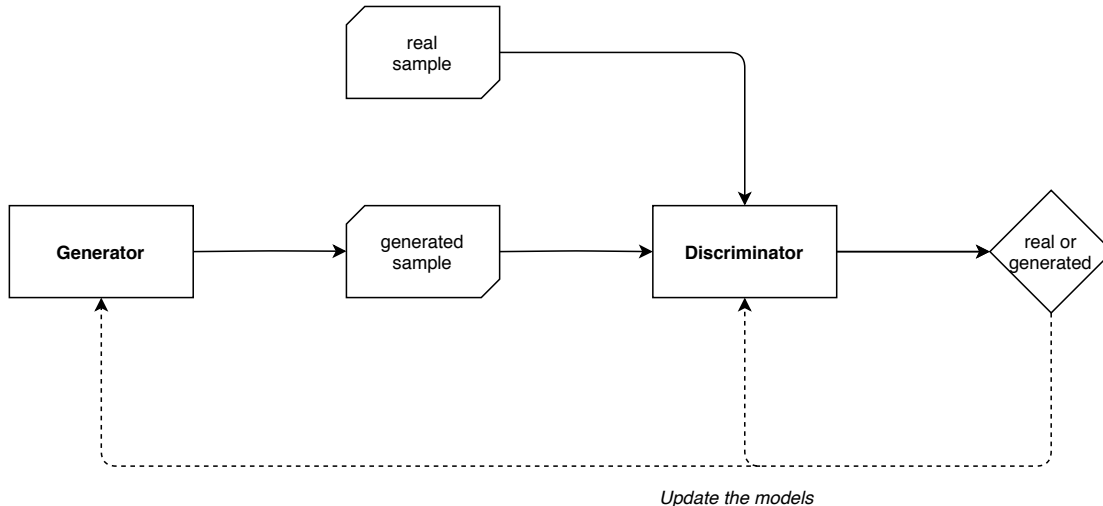 real
sample
Generator
generated
sample
Discriminator
real or
generated
Update the models